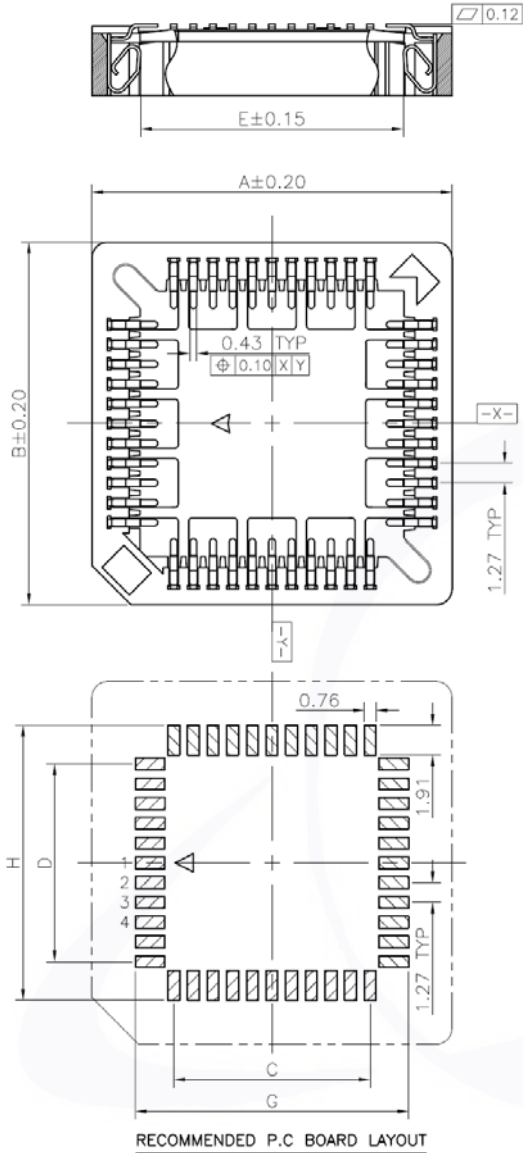 ⏥ 0.12
E±0.15
A±0.20
B±0.20
0.43 TYP
⌖ 0.10 X Y
-X-
1.27 TYP
-Y-
0.76
1.91
H
D
1
2
3
4
1.27 TYP
C
G
RECOMMENDED P.C BOARD LAYOUT